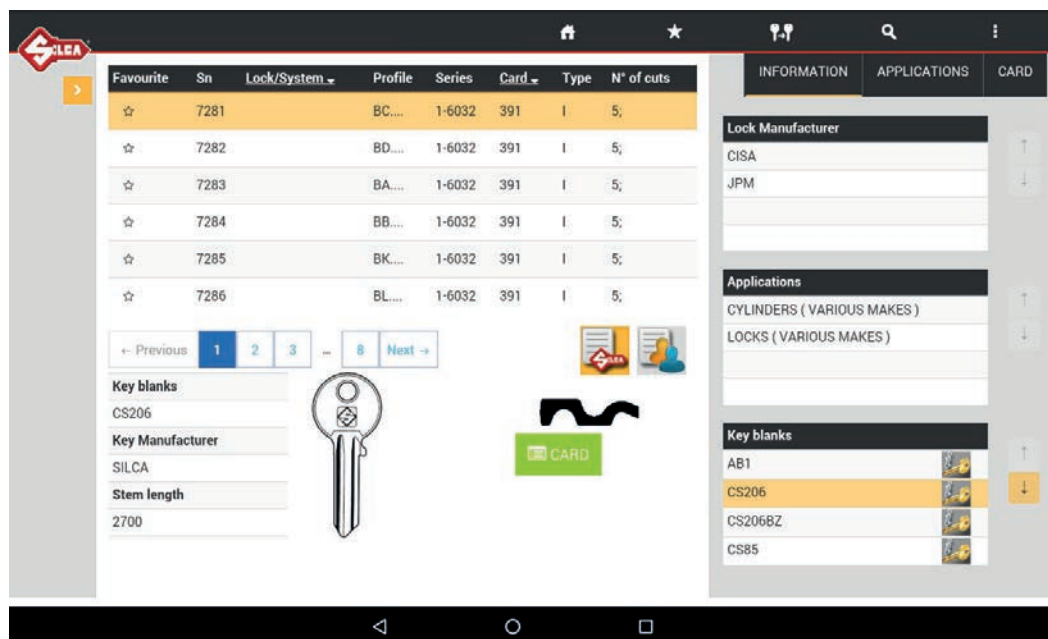 SILCA
INFORMATION APPLICATIONS CARD
Favourite Sn Lock/System Profile Series Card Type N° of cuts
7281 BC.... 1-6032 391 I 5;
7282 BD.... 1-6032 391 I 5;
7283 BA.... 1-6032 391 I 5;
7284 BB.... 1-6032 391 I 5;
7285 BK.... 1-6032 391 I 5;
7286 BL.... 1-6032 391 I 5;
← Previous 1 2 3 ... 8 Next →
SILCA
Key blanks
CS206
Key Manufacturer
SILCA
Stem length
2700
CARD
Lock Manufacturer
CISA
JPM
Applications
CYLINDERS ( VARIOUS MAKES )
LOCKS ( VARIOUS MAKES )
Key blanks
AB1
CS206
CS206BZ
CS85